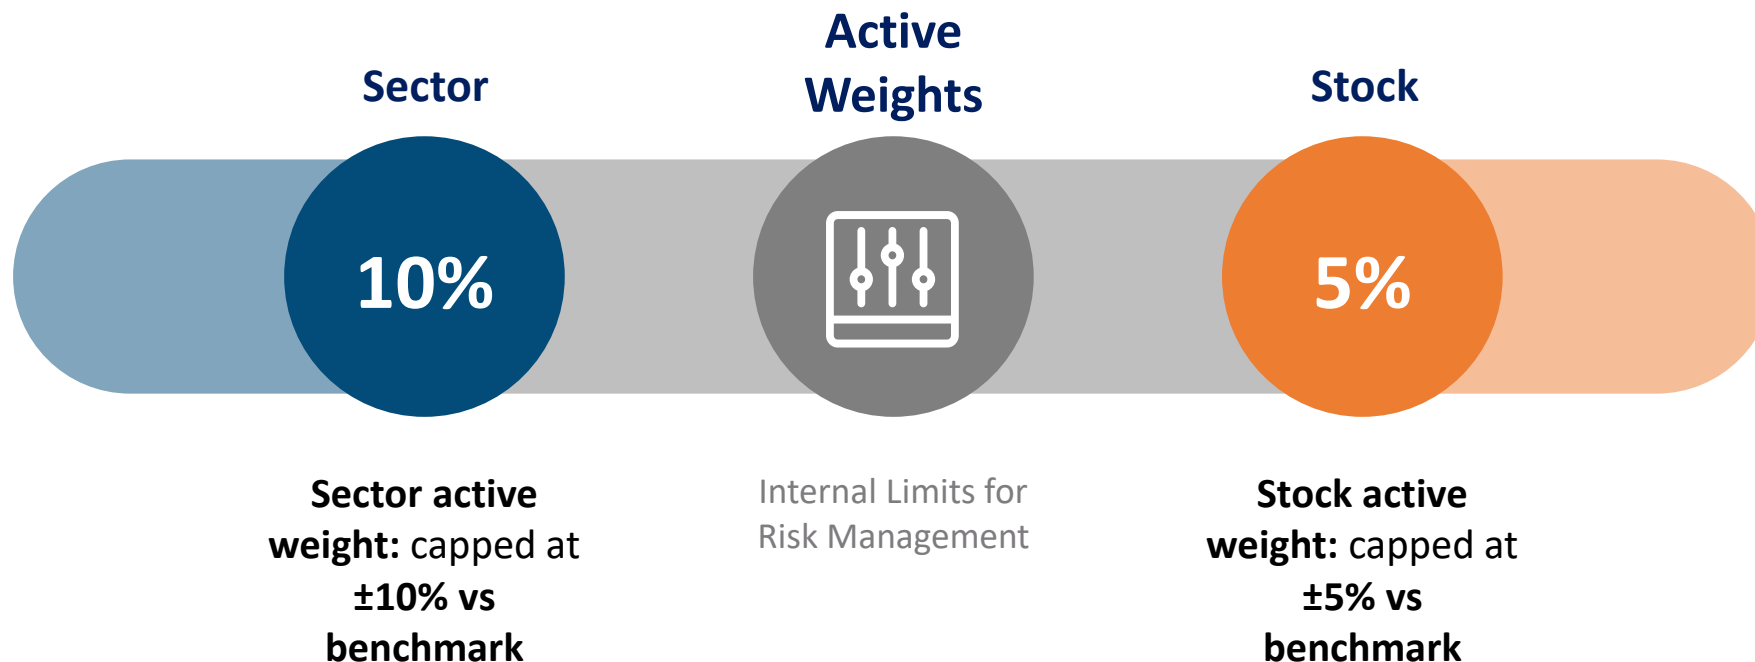 Sector
Active
Weights
Stock
10%
5%
Sector active
weight: capped at
±10% vs
benchmark
Internal Limits for
Risk Management
Stock active
weight: capped at
±5% vs
benchmark